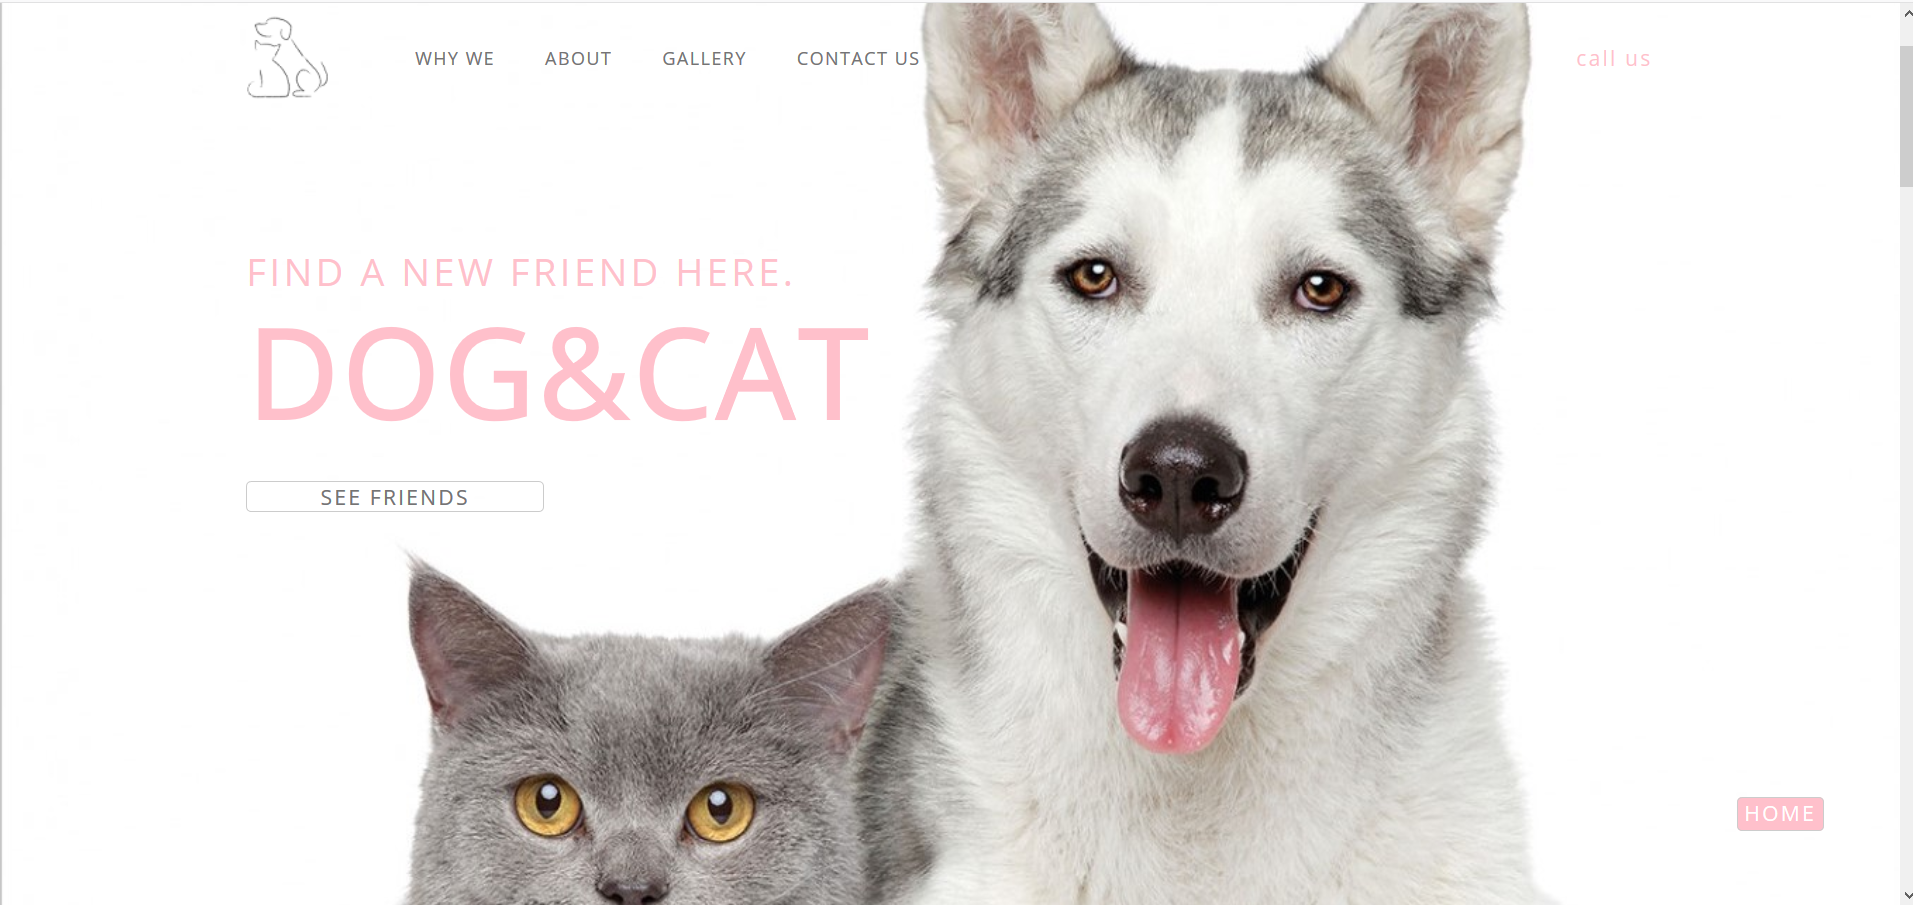 WHY WE ABOUT GALLERY CONTACT US call us
FIND A NEW FRIEND HERE.
DOG&CAT
SEE FRIENDS
HOME